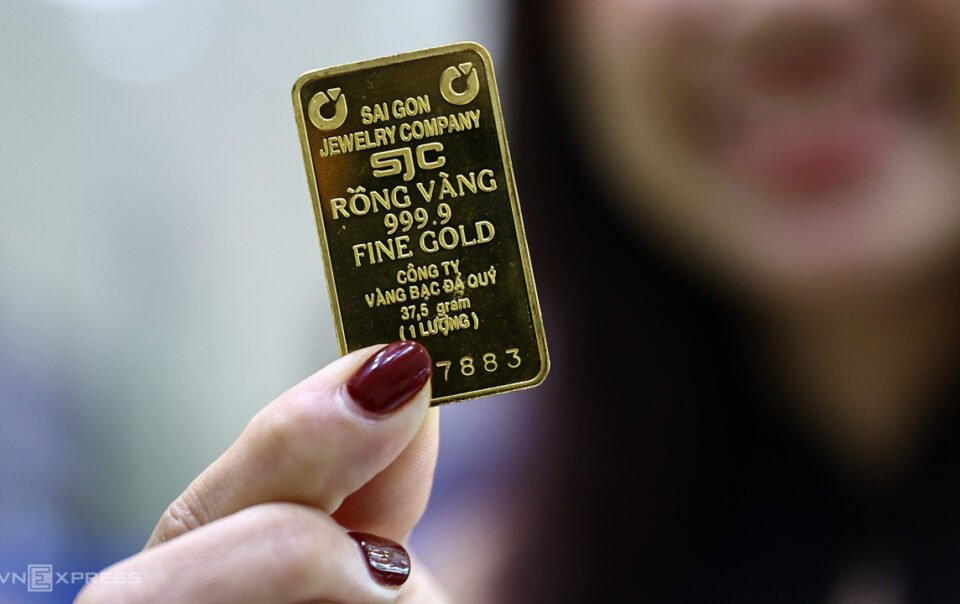 SAI GON
JEWELRY COMPANY
SJC
RỒNG VÀNG
999.9
FINE GOLD
CÔNG TY
VÀNG BẠC ĐÁ QUÝ
37,5 gram
(1 LƯỢNG)
7883
VNEXPRESS